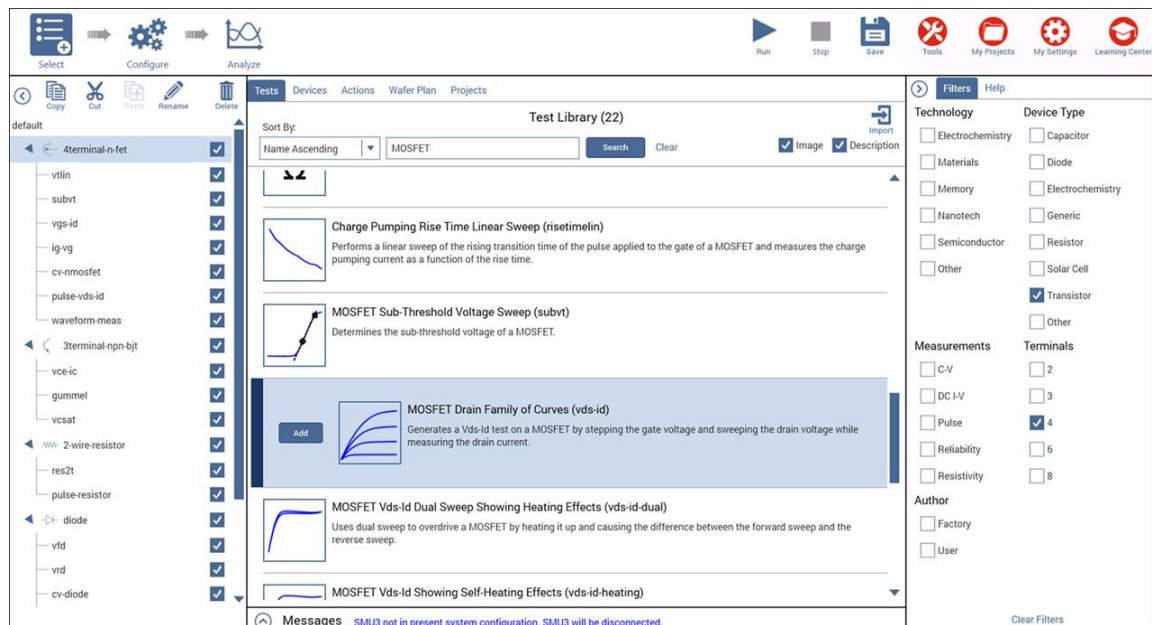 Select
Configure
Analyze
Run
Stop
Save
Tools
My Projects
My Settings
Learning Center
Copy
Cut
Paste
Rename
Delete
default
4terminal-n-fet
vtlin
subvt
vgs-id
ig-vg
cv-nmosfet
pulse-vds-id
waveform-meas
3terminal-npn-bjt
vce-ic
gummel
vcsat
2-wire-resistor
res2t
pulse-resistor
diode
vfd
vrd
cv-diode
Tests Devices Actions Wafer Plan Projects
Test Library (22)
Sort By:
Import
Name Ascending
MOSFET
Search
Clear
Image
Description
Charge Pumping Rise Time Linear Sweep (risetimelin)
Performs a linear sweep of the rising transition time of the pulse applied to the gate of a MOSFET and measures the charge
pumping current as a function of the rise time.
MOSFET Sub-Threshold Voltage Sweep (subvt)
Determines the sub-threshold voltage of a MOSFET.
Add
MOSFET Drain Family of Curves (vds-id)
Generates a Vds-Id test on a MOSFET by stepping the gate voltage and sweeping the drain voltage while
measuring the drain current.
MOSFET Vds-Id Dual Sweep Showing Heating Effects (vds-id-dual)
Uses dual sweep to overdrive a MOSFET by heating it up and causing the difference between the forward sweep and the
reverse sweep.
MOSFET Vds-Id Showing Self-Heating Effects (vds-id-heating)
Messages SMU3 not in present system configuration. SMU3 will be disconnected.
Filters Help
Technology
Electrochemistry
Materials
Memory
Nanotech
Semiconductor
Other
Device Type
Capacitor
Diode
Electrochemistry
Generic
Resistor
Solar Cell
Transistor
Other
Measurements
C-V
DC I-V
Pulse
Reliability
Resistivity
Terminals
2
3
4
6
8
Author
Factory
User
Clear Filters